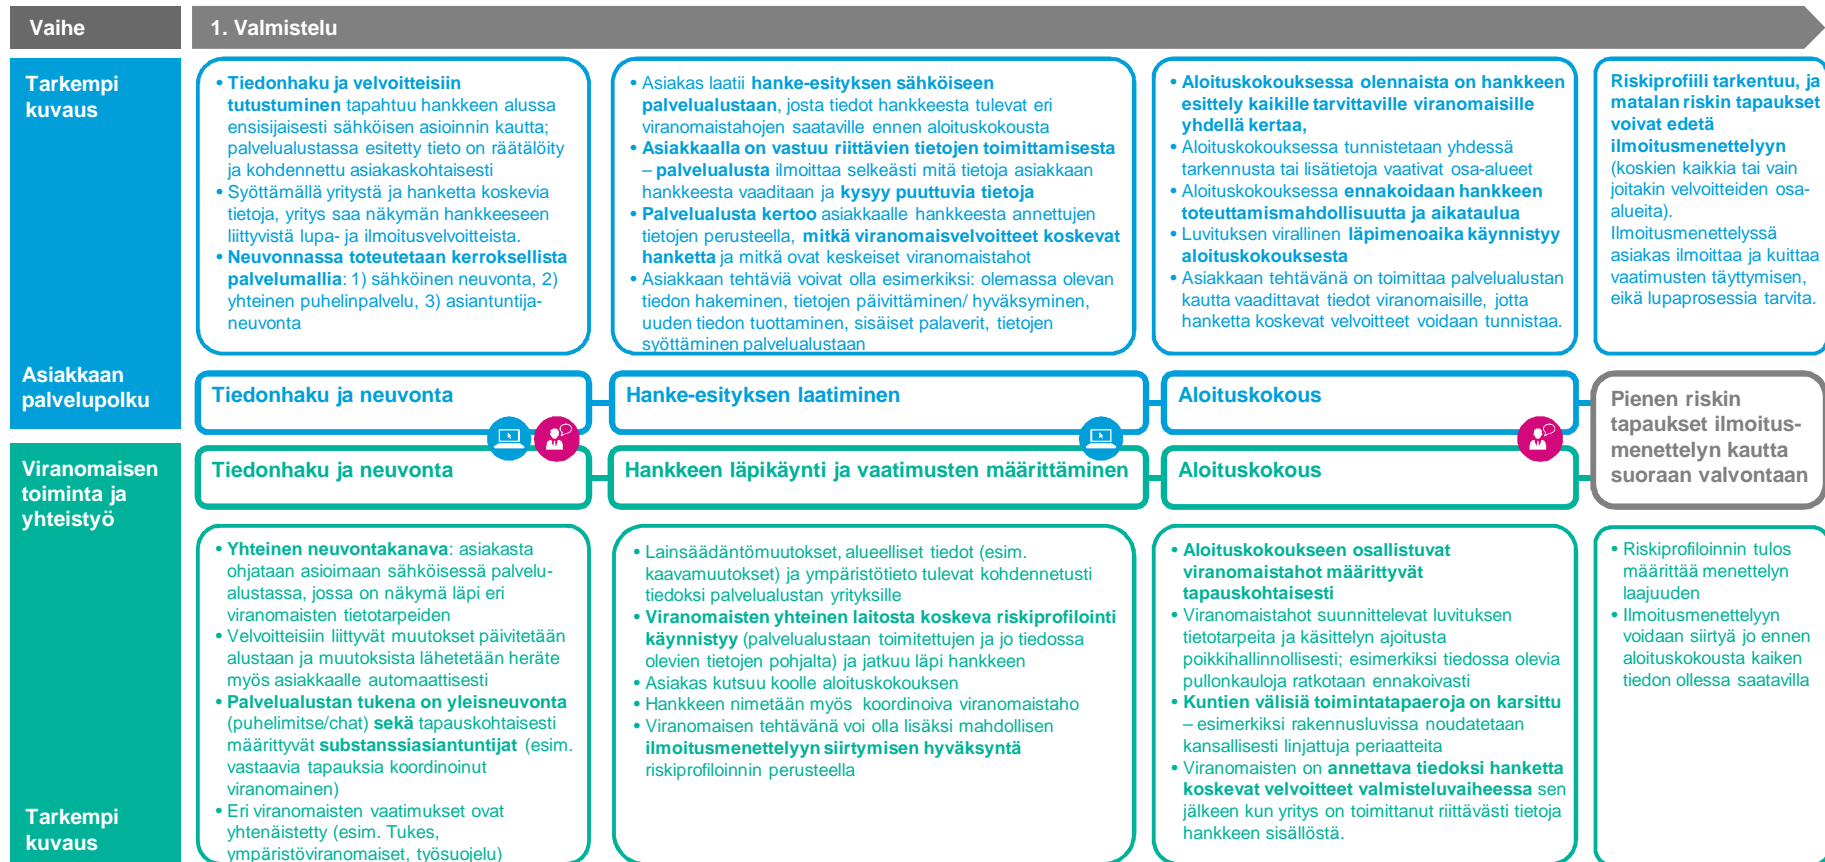 Vaihe
1. Valmistelu
Tarkempi
kuvaus
• Tiedonhaku ja velvoitteisiin
tutustuminen tapahtuu hankkeen alussa
ensisijaisesti sähköisen asioinnin kautta;
palvelualustassa esitetty tieto on räätälöity
ja kohdennettu asiakaskohtaisesti
• Syöttämällä yritystä ja hanketta koskevia
tietoja, yritys saa näkymän hankkeeseen
liittyvistä lupa- ja ilmoitusvelvoitteista.
• Neuvonnassa toteutetaan kerroksellista
palvelumallia: 1) sähköinen neuvonta, 2)
yhteinen puhelinpalvelu, 3) asiantuntija-
neuvonta
• Asiakas laatii hanke-esityksen sähköiseen
palvelualustaan, josta tiedot hankkeesta tulevat eri
viranomaistahojen saataville ennen aloituskokousta
• Asiakkaalla on vastuu riittävien tietojen toimittamisesta
– palvelualusta ilmoittaa selkeästi mitä tietoja asiakkaan
hankkeesta vaaditaan ja kysyy puuttuvia tietoja
• Palvelualusta kertoo asiakkaalle hankkeesta annettujen
tietojen perusteella, mitkä viranomaisvelvoitteet koskevat
hanketta ja mitkä ovat keskeiset viranomaistahot
• Asiakkaan tehtäviä voivat olla esimerkiksi: olemassa olevan
tiedon hakeminen, tietojen päivittäminen/ hyväksyminen,
uuden tiedon tuottaminen, sisäiset palaverit, tietojen
syöttäminen palvelualustaan
• Aloituskokouksessa olennaista on hankkeen
esittely kaikille tarvittaville viranomaisille
yhdellä kertaa,
• Aloituskokouksessa tunnistetaan yhdessä
tarkennusta tai lisätietoja vaativat osa-alueet
• Aloituskokouksessa ennakoidaan hankkeen
toteuttamismahdollisuutta ja aikataulua
• Luvituksen virallinen läpimenoaika käynnistyy
aloituskokouksesta
• Asiakkaan tehtävänä on toimittaa palvelualustan
kautta vaadittavat tiedot viranomaisille, jotta
hanketta koskevat velvoitteet voidaan tunnistaa.
Riskiprofiili tarkentuu, ja
matalan riskin tapaukset
voivat edetä
ilmoitusmenettelyyn
(koskien kaikkia tai vain
joitakin velvoitteiden osa-
alueita).
Ilmoitusmenettelyssä
asiakas ilmoittaa ja kuittaa
vaatimusten täyttymisen,
eikä lupaprosessia tarvita.
Asiakkaan
palvelupolku
Tiedonhaku ja neuvonta
Hanke-esityksen laatiminen
Aloituskokous
Pienen riskin
tapaukset ilmoitus-
menettelyn kautta
suoraan valvontaan
Viranomaisen
toiminta ja
yhteistyö
Tiedonhaku ja neuvonta
Hankkeen läpikäynti ja vaatimusten määrittäminen
Aloituskokous
• Yhteinen neuvontakanava: asiakasta
ohjataan asioimaan sähköisessä palvelu-
alustassa, jossa on näkymä läpi eri
viranomaisten tietotarpeiden
• Velvoitteisiin liittyvät muutokset päivitetään
alustaan ja muutoksista lähetetään heräte
myös asiakkaalle automaattisesti
• Palvelualustan tukena on yleisneuvonta
(puhelimitse/chat) sekä tapauskohtaisesti
määrittyvät substanssiasiantuntijat (esim.
vastaavia tapauksia koordinoinut
viranomainen)
• Eri viranomaisten vaatimukset ovat
yhtenäistetty (esim. Tukes,
ympäristöviranomaiset, työsuojelu)
• Lainsäädäntömuutokset, alueelliset tiedot (esim.
kaavamuutokset) ja ympäristötieto tulevat kohdennetusti
tiedoksi palvelualustan yrityksille
• Viranomaisten yhteinen laitosta koskeva riskiprofilointi
käynnistyy (palvelualustaan toimitettujen ja jo tiedossa
olevien tietojen pohjalta) ja jatkuu läpi hankkeen
• Asiakas kutsuu koolle aloituskokouksen
• Hankkeen nimetään myös koordinoiva viranomaistaho
• Viranomaisen tehtävänä voi olla lisäksi mahdollisen
ilmoitusmenettelyyn siirtymisen hyväksyntä
riskiprofiloinnin perusteella
• Aloituskokoukseen osallistuvat
viranomaistahot määrittyvät
tapauskohtaisesti
• Viranomaistahot suunnittelevat luvituksen
tietotarpeita ja käsittelyn ajoitusta
poikkihallinnollisesti; esimerkiksi tiedossa olevia
pullonkauloja ratkotaan ennakoivasti
• Kuntien välisiä toimintatapaeroja on karsittu
– esimerkiksi rakennusluvissa noudatetaan
kansallisesti linjattuja periaatteita
• Viranomaisten on annettava tiedoksi hanketta
koskevat velvoitteet valmisteluvaiheessa sen
jälkeen kun yritys on toimittanut riittävästi tietoja
hankkeen sisällöstä.
• Riskiprofiloinnin tulos
määrittää menettelyn
laajuuden
• Ilmoitusmenettelyyn
voidaan siirtyä jo ennen
aloituskokousta kaiken
tiedon ollessa saatavilla
Tarkempi
kuvaus